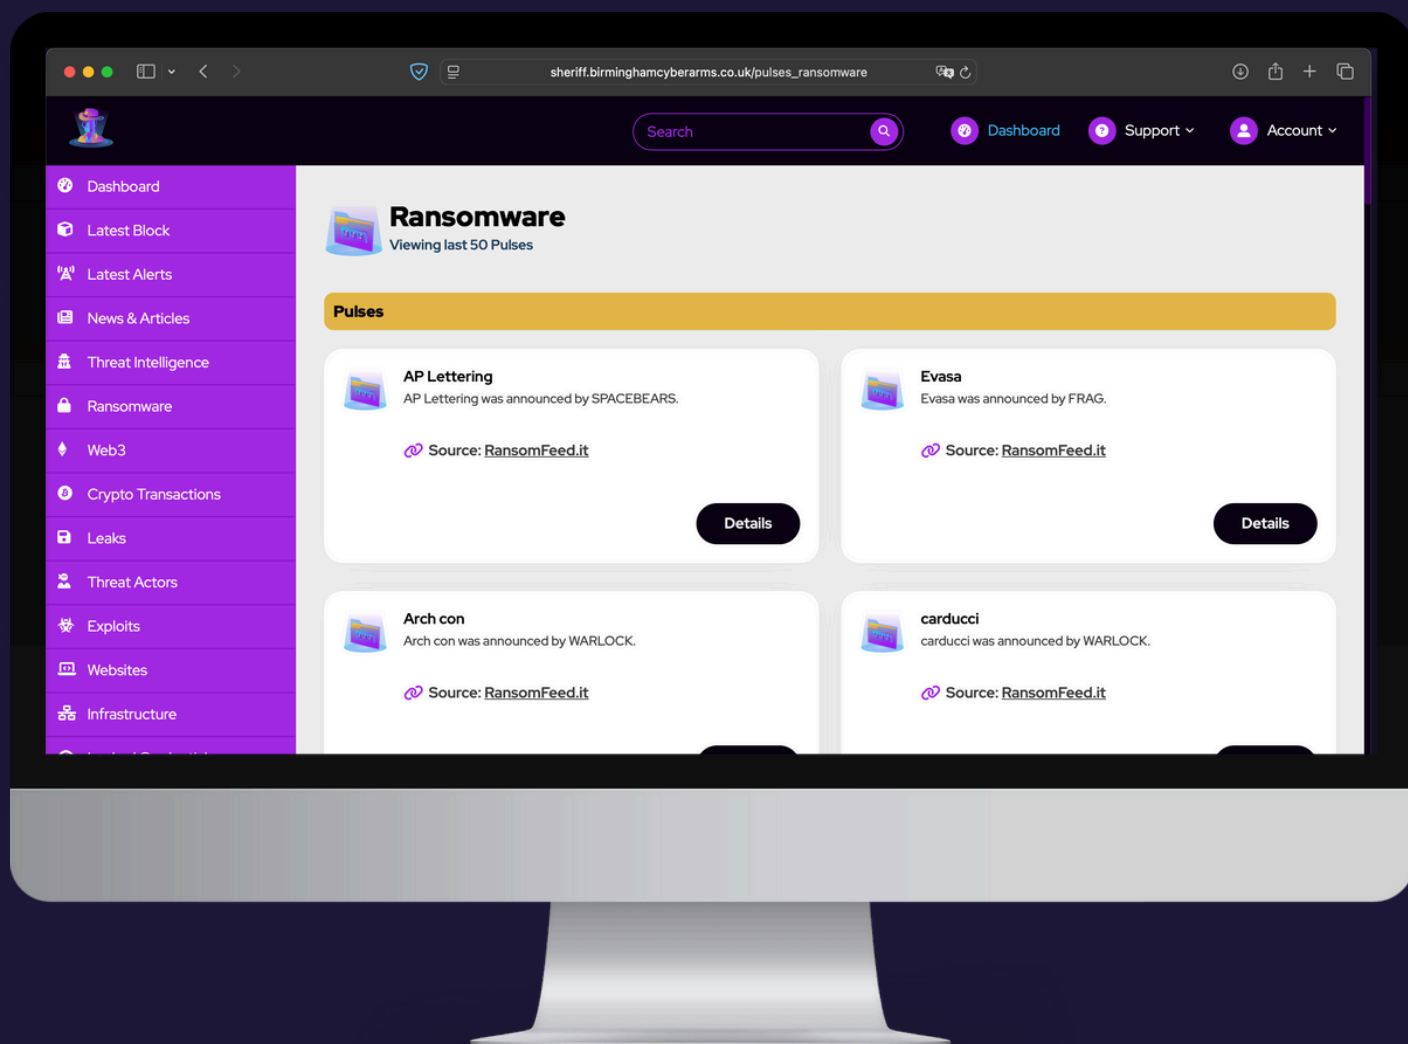 sheriff.birminghamcyberarms.co.uk/pulses_ransomware
Search
Dashboard
Support
Account
Dashboard
Latest Block
Latest Alerts
News & Articles
Threat Intelligence
Ransomware
Web3
Crypto Transactions
Leaks
Threat Actors
Exploits
Websites
Infrastructure
Ransomware
Viewing last 50 Pulses
Pulses
AP Lettering
AP Lettering was announced by SPACEBEARS.
Source: RansomFeed.it
Details
Evasa
Evasa was announced by FRAG.
Source: RansomFeed.it
Details
Arch con
Arch con was announced by WARLOCK.
Source: RansomFeed.it
carducci
carducci was announced by WARLOCK.
Source: RansomFeed.it